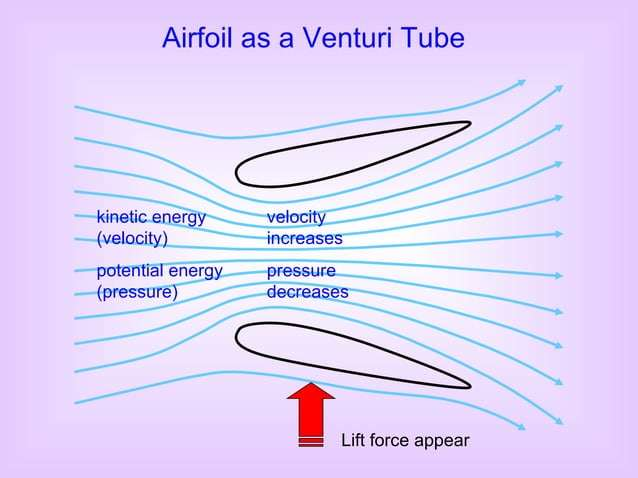 Airfoil as a Venturi Tube
kinetic energy
(velocity)
velocity
increases
potential energy
(pressure)
pressure
decreases
Lift force appear